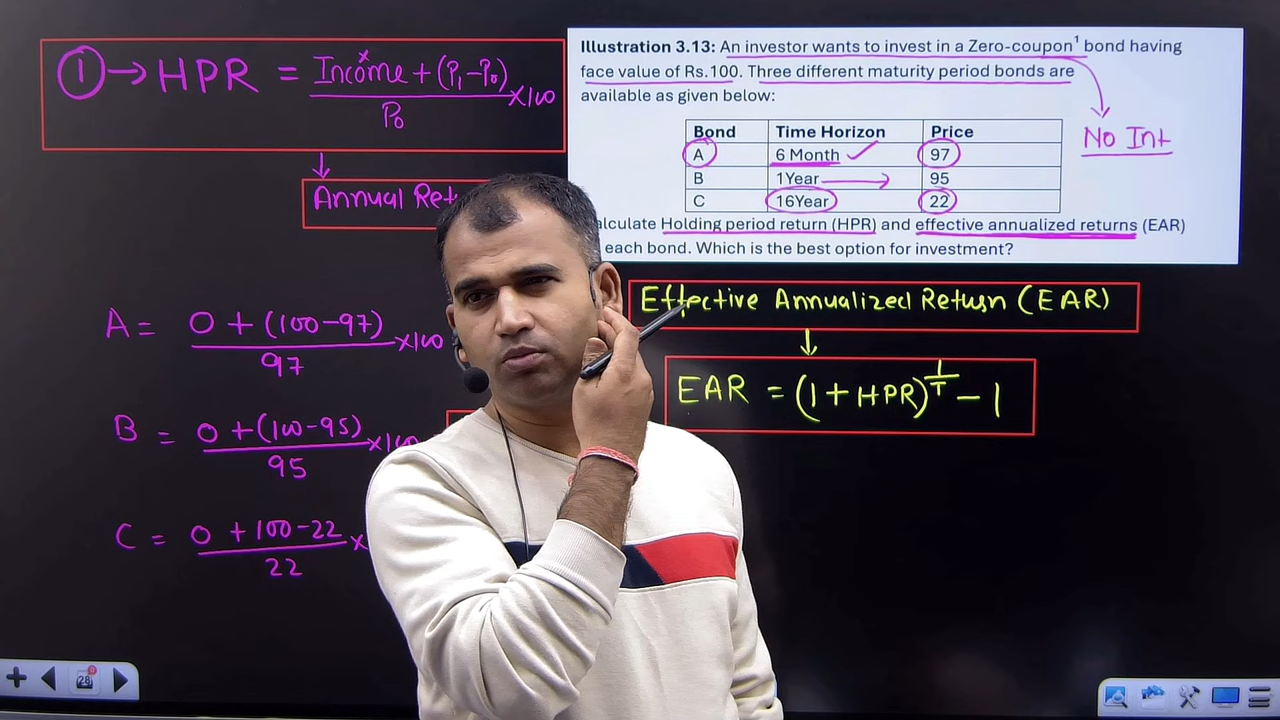 ① → HPR = Income + (P₁ - P₀) / P₀ × 100
Annual Ret
Illustration 3.13: An investor wants to invest in a Zero-coupon¹ bond having
face value of Rs.100. Three different maturity period bonds are
available as given below:
No Int
Bond Time Horizon Price
A 6 Month ✓ 97
B 1Year → 95
C 16Year 22
alculate Holding period return (HPR) and effective annualized returns (EAR)
each bond. Which is the best option for investment?
Effective Annualized Return (EAR)
EAR = (1 + HPR)^(1/T) - 1
A = 0 + (100-97) / 97 × 100
B = 0 + (100-95) / 95 × 100
C = 0 + 100-22 / 22 ×
28